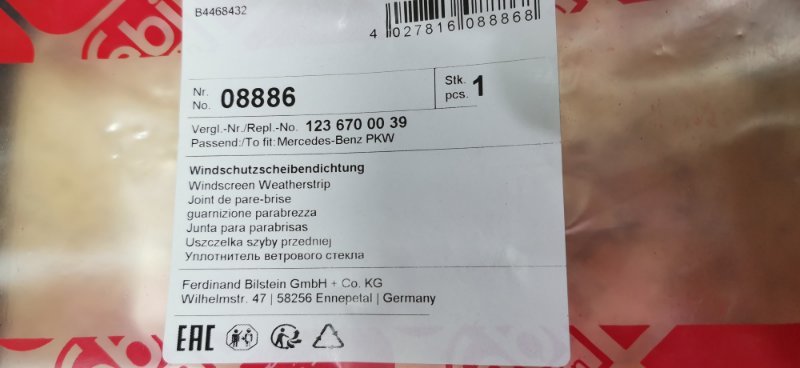 B4468432
4 027816 088868
Nr.
No. 08886
Stk.
pcs. 1
Vergl.-Nr./Repl.-No. 123 670 00 39
Passend:/To fit: Mercedes-Benz PKW
Windschutzscheibendichtung
Windscreen Weatherstrip
Joint de pare-brise
guarnizione parabrezza
Junta para parabrisas
Uszczelka szyby przedniej
Уплотнитель ветрового стекла
Ferdinand Bilstein GmbH + Co. KG
Wilhelmstr. 47 | 58256 Ennepetal | Germany
EAC